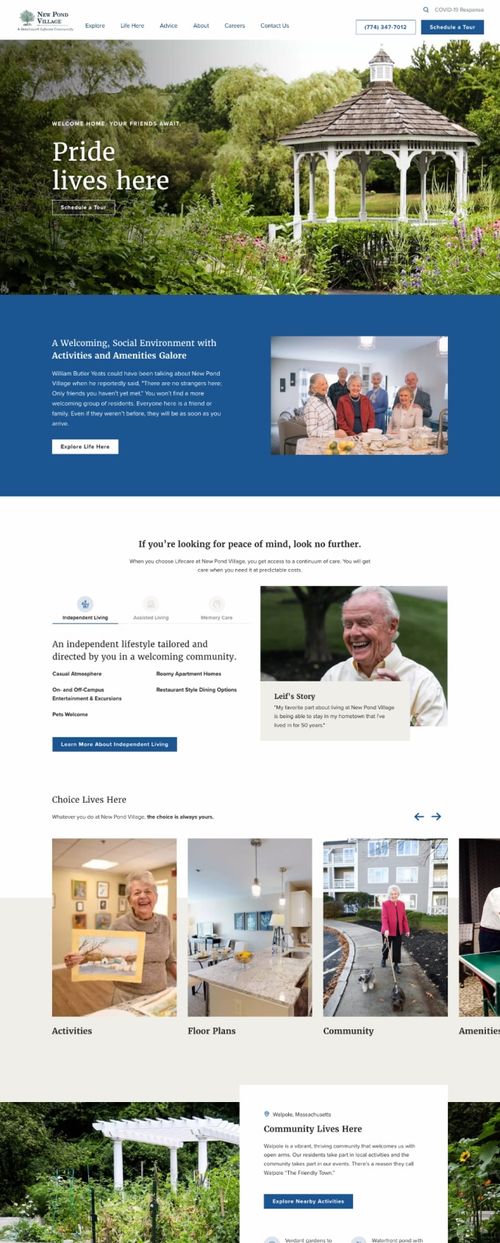 New Pond
Village
A Benchmark Lifecare Community
Explore
Life Here
Advice
About
Careers
Contact Us
COVID-19 Response
(774) 347-7012
Schedule a Tour
WELCOME HOME. YOUR FRIENDS AWAIT.
Pride
lives here
Schedule a Tour
A Welcoming, Social Environment with
Activities and Amenities Galore
William Butler Yeats could have been talking about New Pond
Village when he reportedly said, "There are no strangers here;
Only friends you haven't yet met." You won't find a more
welcoming group of residents. Everyone here is a friend or
family. Even if they weren't before, they will be as soon as you
arrive.
Explore Life Here
If you're looking for peace of mind, look no further.
When you choose Lifecare at New Pond Village, you get access to a continuum of care. You will get
care when you need it at predictable costs.
Independent Living
Assisted Living
Memory Care
An independent lifestyle tailored and
directed by you in a welcoming community.
Casual Atmosphere
Roomy Apartment Homes
On- and Off-Campus
Entertainment & Excursions
Restaurant Style Dining Options
Pets Welcome
Learn More About Independent Living
Leif's Story
"My favorite part about living at New Pond Village
is being able to stay in my hometown that I've
lived in for 50 years."
Choice Lives Here
Whatever you do at New Pond Village, the choice is always yours.
Activities
Floor Plans
Community
Amenities
Walpole, Massachusetts
Community Lives Here
Walpole is a vibrant, thriving community that welcomes us with
open arms. Our residents take part in local activities and the
community takes part in our events. There's a reason they call
Walpole "The Friendly Town."
Explore Nearby Activities
Verdant gardens to
Waterfront pond with